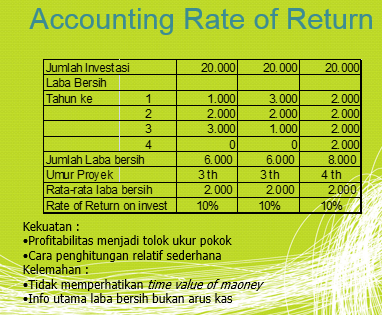 Accounting Rate of Return
Jumlah Investasi 20.000 20.000 20.000
Laba Bersih
Tahun ke 1 1.000 3.000 2.000
2 2.000 2.000 2.000
3 3.000 1.000 2.000
4 0 0 2.000
Jumlah Laba bersih 6.000 6.000 8.000
Umur Proyek 3 th 3 th 4 th
Rata-rata laba bersih 2.000 2.000 2.000
Rate of Return on invest 10% 10% 10%
Kekuatan :
•Profitabilitas menjadi tolok ukur pokok
•Cara penghitungan relatif sederhana
Kelemahan :
•Tidak memperhatikan time value of maoney
•Info utama laba bersih bukan arus kas